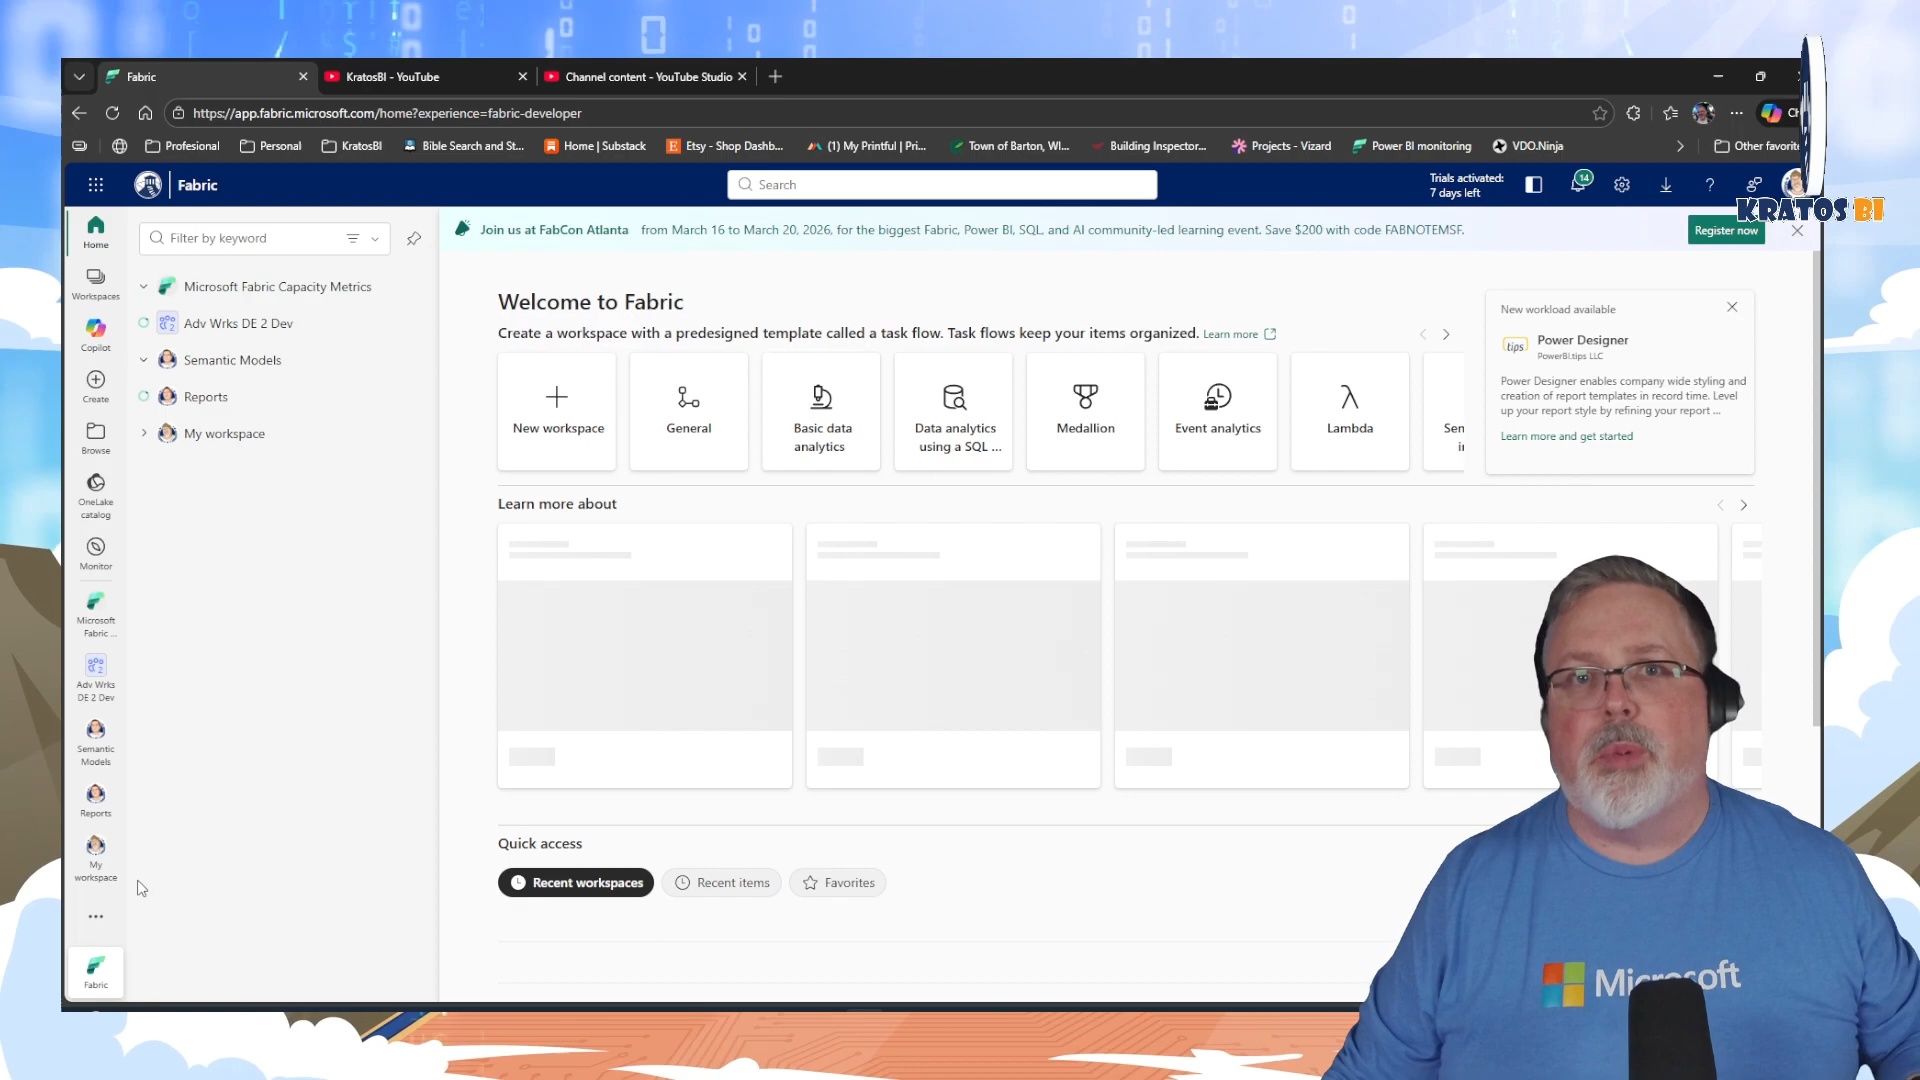 Fabric
KratosBI - YouTube
Channel content - YouTube Studio
https://app.fabric.microsoft.com/home?experience=fabric-developer
Profesional
Personal
KratosBI
Bible Search and St...
Home | Substack
Etsy - Shop Dashb...
(1) My Printful | Pri...
Town of Barton, WI...
Building Inspector...
Projects - Vizard
Power BI monitoring
VDO.Ninja
Other favorite
Fabric
Search
Trials activated:
7 days left
14
KRATOS BI
Home
Workspaces
Copilot
Create
Browse
OneLake
catalog
Monitor
Microsoft
Fabric ...
Adv Wrks
DE 2 Dev
Semantic
Models
Reports
My
workspace
Fabric
Filter by keyword
Microsoft Fabric Capacity Metrics
Adv Wrks DE 2 Dev
Semantic Models
Reports
My workspace
Join us at FabCon Atlanta from March 16 to March 20, 2026, for the biggest Fabric, Power BI, SQL, and AI community-led learning event. Save $200 with code FABNOTEMSF.
Register now
Welcome to Fabric
Create a workspace with a predesigned template called a task flow. Task flows keep your items organized. Learn more
New workspace
General
Basic data
analytics
Data analytics
using a SQL ...
Medallion
Event analytics
Lambda
New workload available
tips
Power Designer
PowerBI.tips LLC
Power Designer enables company wide styling and
creation of report templates in record time. Level
up your report style by refining your report ...
Learn more and get started
Learn more about
Quick access
Recent workspaces
Recent items
Favorites
Microsoft